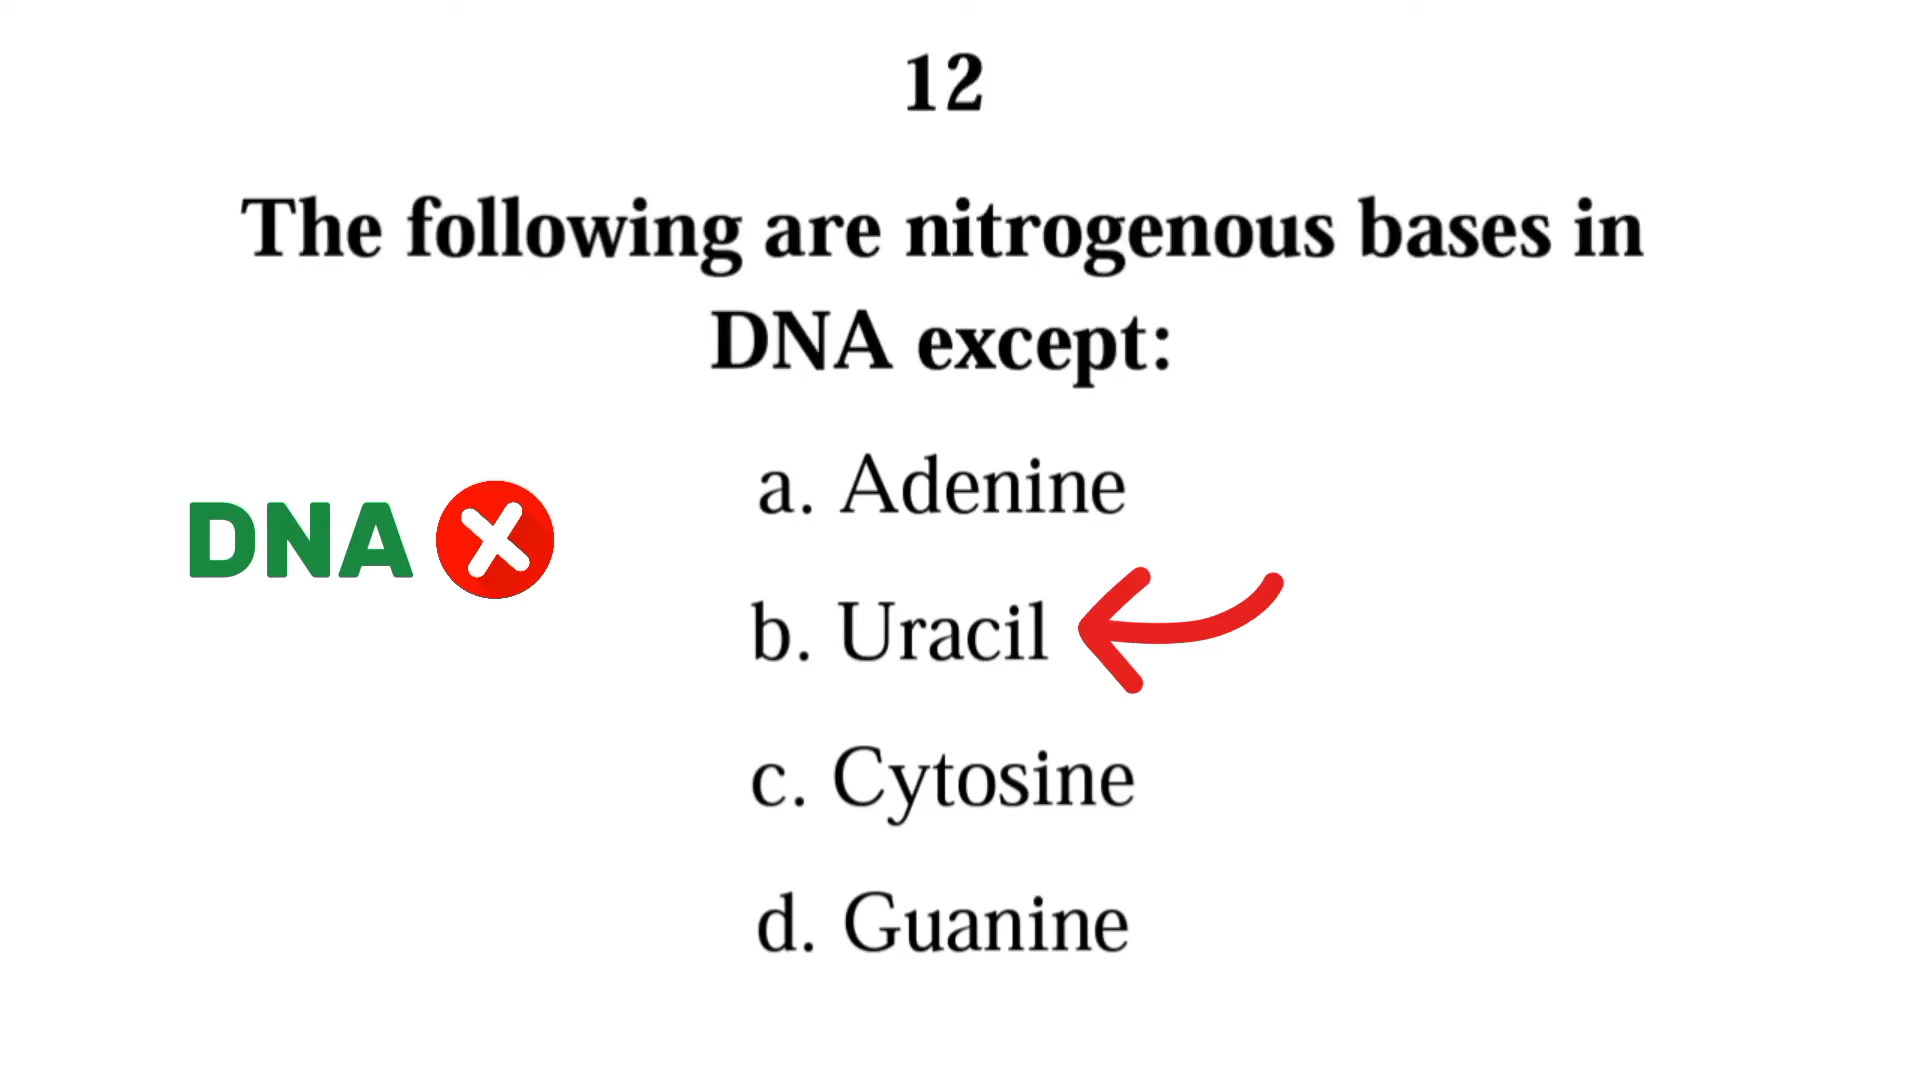 12
The following are nitrogenous bases in
DNA except:
a. Adenine
DNA
b. Uracil
c. Cytosine
d. Guanine